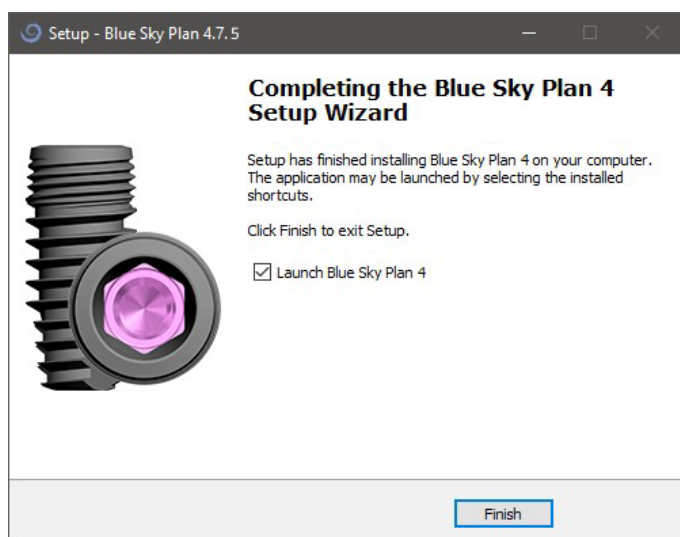 Setup - Blue Sky Plan 4.7.5
Completing the Blue Sky Plan 4
Setup Wizard
Setup has finished installing Blue Sky Plan 4 on your computer.
The application may be launched by selecting the installed
shortcuts.
Click Finish to exit Setup.
Launch Blue Sky Plan 4
Finish